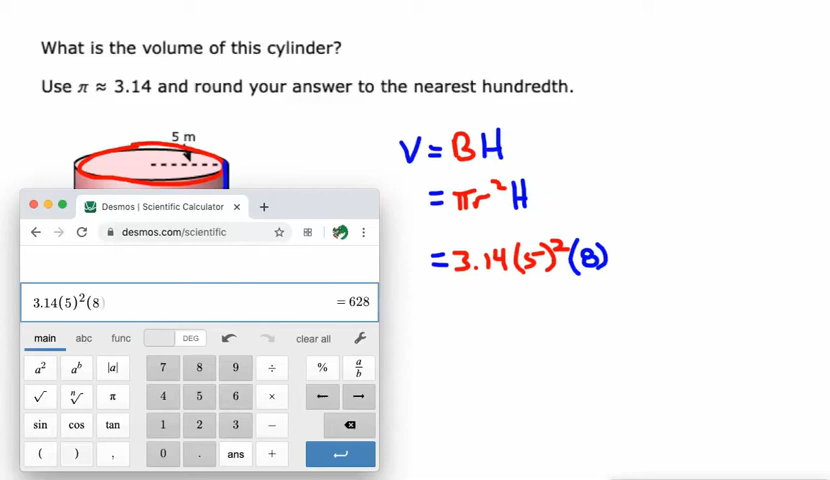 What is the volume of this cylinder?
Use π ≈ 3.14 and round your answer to the nearest hundredth.
5 m
V = BH
= πr²H
= 3.14(5)²(8)
Desmos | Scientific Calculator
desmos.com/scientific
3.14(5)²(8) = 628
main abc func DEG clear all
a² aᵇ |a| 7 8 9 ÷ % a/b
√ ⁿ√ π 4 5 6 × ← →
sin cos tan 1 2 3 −
( ) , 0 . ans +